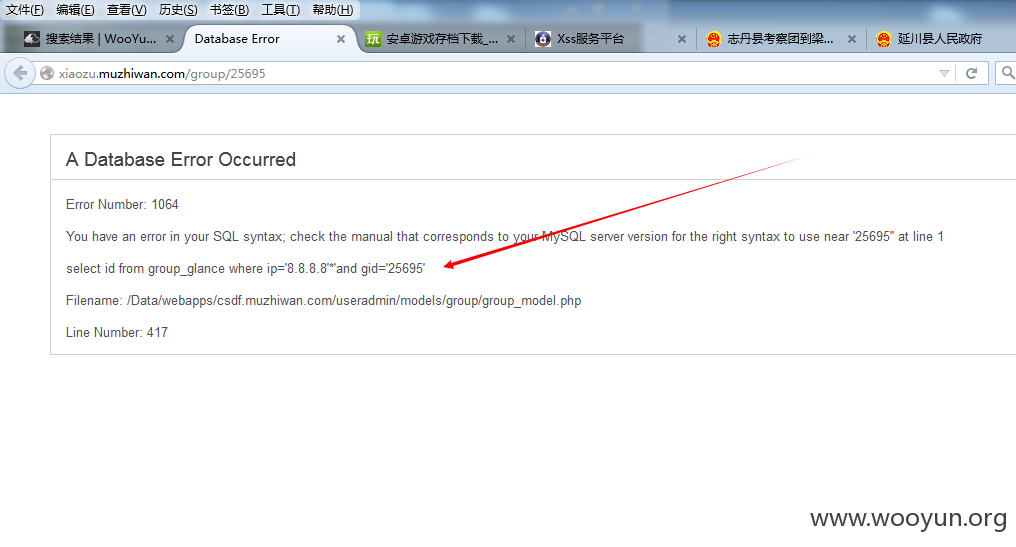 文件(F) 编辑(E) 查看(V) 历史(S) 书签(B) 工具(T) 帮助(H)
搜索结果 | WooYu... × Database Error × 安卓游戏存档下载_... × Xss服务平台 × 志丹县考察团到梁... × 延川县人民政府
xiaozu.muzhiwan.com/group/25695
A Database Error Occurred
Error Number: 1064
You have an error in your SQL syntax; check the manual that corresponds to your MySQL server version for the right syntax to use near '25695'' at line 1
select id from group_glance where ip='8.8.8.8'*'and gid='25695'
Filename: /Data/webapps/csdf.muzhiwan.com/useradmin/models/group/group_model.php
Line Number: 417
www.wooyun.org